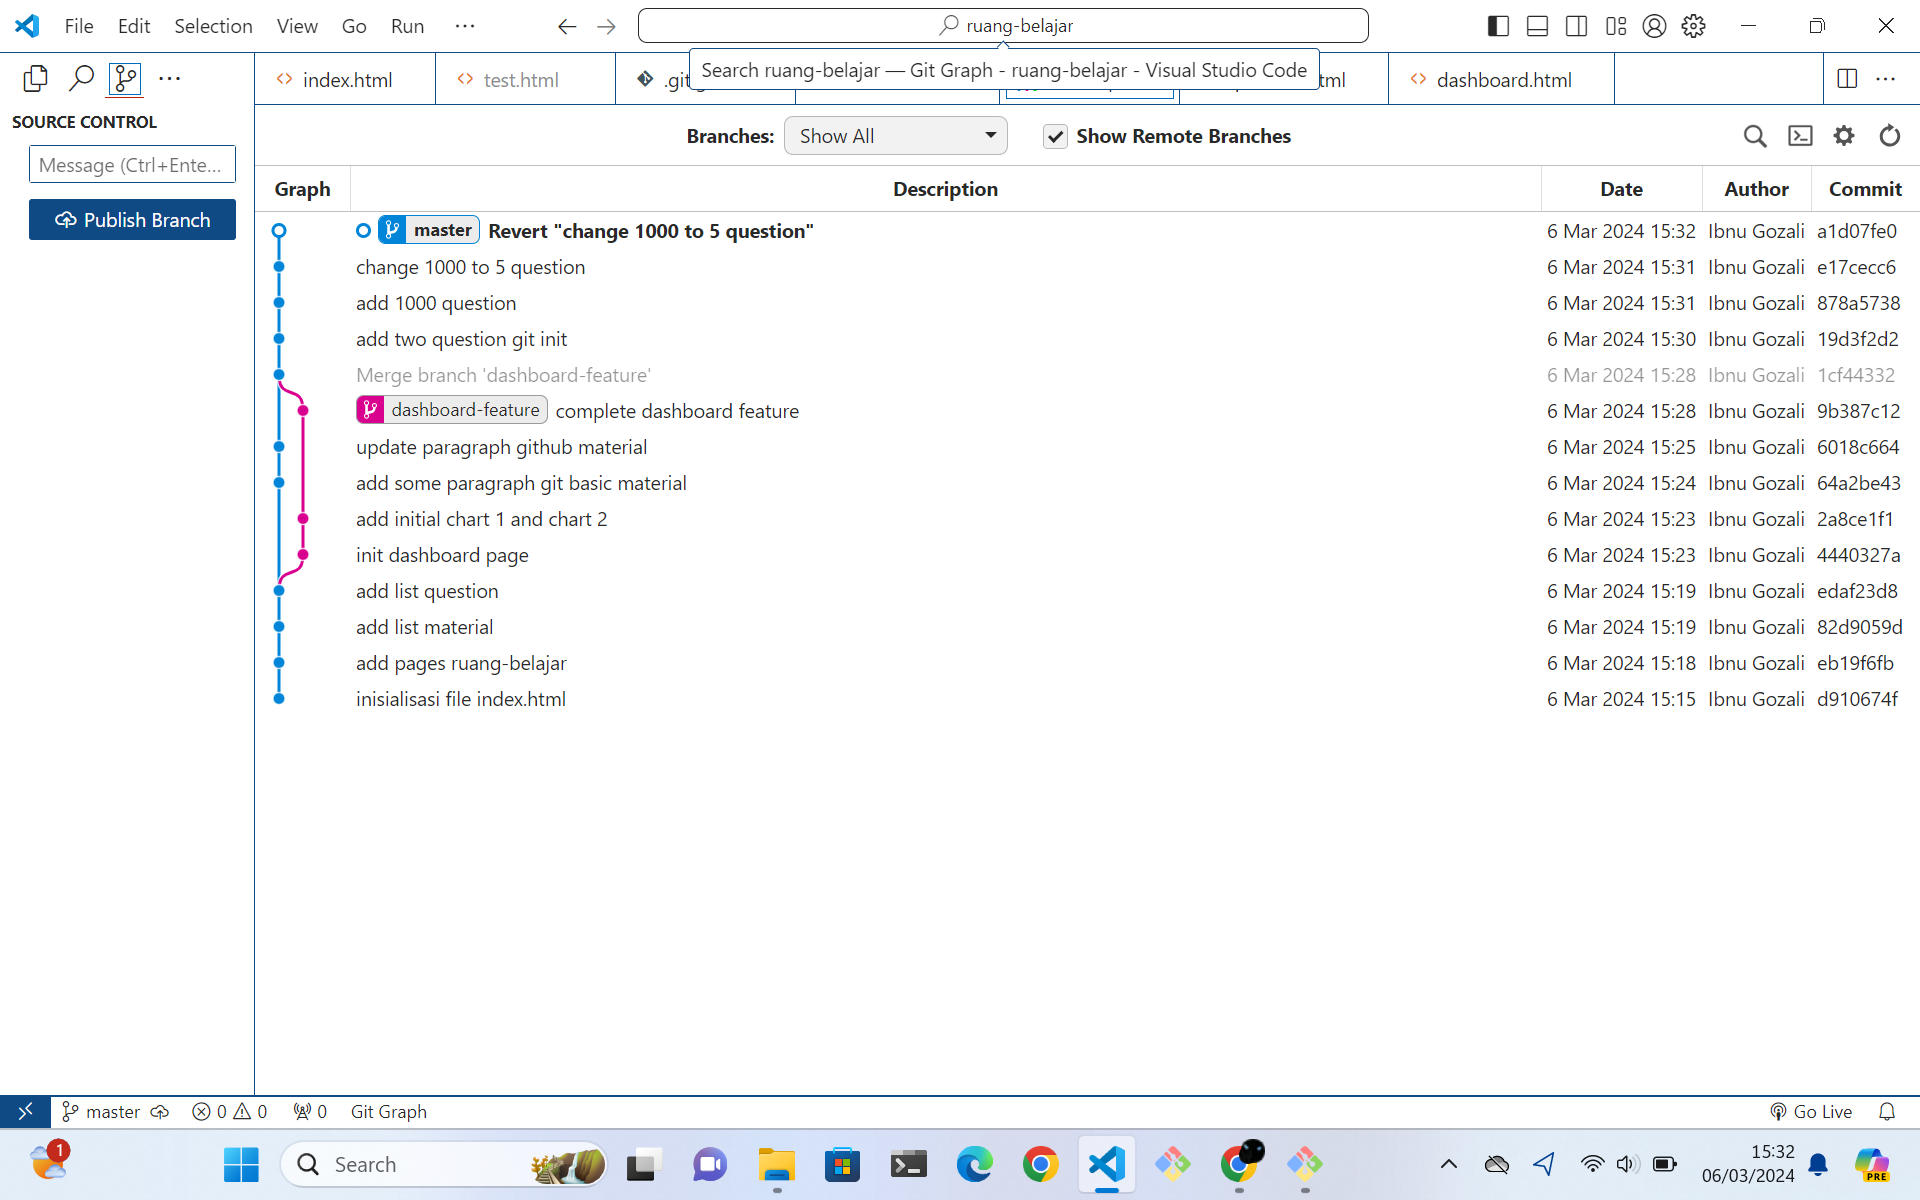 File Edit Selection View Go Run ··· ruang-belajar
index.html test.html Search ruang-belajar — Git Graph - ruang-belajar - Visual Studio Code dashboard.html
SOURCE CONTROL
Message (Ctrl+Ente...
Publish Branch
Branches: Show All Show Remote Branches
Graph Description Date Author Commit
master Revert "change 1000 to 5 question" 6 Mar 2024 15:32 Ibnu Gozali a1d07fe0
change 1000 to 5 question 6 Mar 2024 15:31 Ibnu Gozali e17cecc6
add 1000 question 6 Mar 2024 15:31 Ibnu Gozali 878a5738
add two question git init 6 Mar 2024 15:30 Ibnu Gozali 19d3f2d2
Merge branch 'dashboard-feature' 6 Mar 2024 15:28 Ibnu Gozali 1cf44332
dashboard-feature complete dashboard feature 6 Mar 2024 15:28 Ibnu Gozali 9b387c12
update paragraph github material 6 Mar 2024 15:25 Ibnu Gozali 6018c664
add some paragraph git basic material 6 Mar 2024 15:24 Ibnu Gozali 64a2be43
add initial chart 1 and chart 2 6 Mar 2024 15:23 Ibnu Gozali 2a8ce1f1
init dashboard page 6 Mar 2024 15:23 Ibnu Gozali 4440327a
add list question 6 Mar 2024 15:19 Ibnu Gozali edaf23d8
add list material 6 Mar 2024 15:19 Ibnu Gozali 82d9059d
add pages ruang-belajar 6 Mar 2024 15:18 Ibnu Gozali eb19f6fb
inisialisasi file index.html 6 Mar 2024 15:15 Ibnu Gozali d910674f
master 0 0 0 Git Graph Go Live
1 Search PRE
15:32
06/03/2024